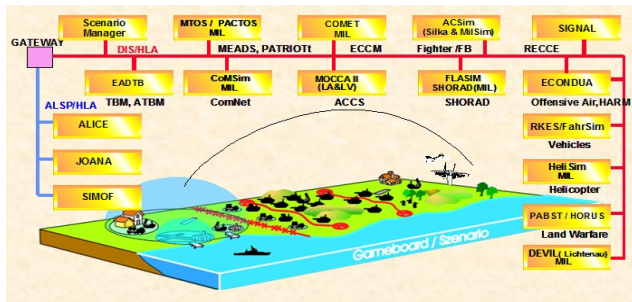 Scenario
Manager
MTOS / PACTOS
MIL
COMET
MIL
ACSim
(Silka & MilSim)
SIGNAL
GATEWAY
DIS/HLA
MEADS, PATRIOTt
ECCM
Fighter /FB
RECCE
EADTB
CoMSim
MIL
MOCCA II
(LA&LV)
FLASIM
SHORAD(MIL)
ECONDUA
ALSP/HLA
TBM, ATBM
ComNet
ACCS
SHORAD
Offensive Air,HARM
ALICE
RKES/FahrSim
Vehicles
JOANA
Heli Sim
MIL
Helicopter
SIMOF
PABST / HORUS
Land Warfare
Gameboard / Szenario
DEVIL( Lichtenau)
MIL